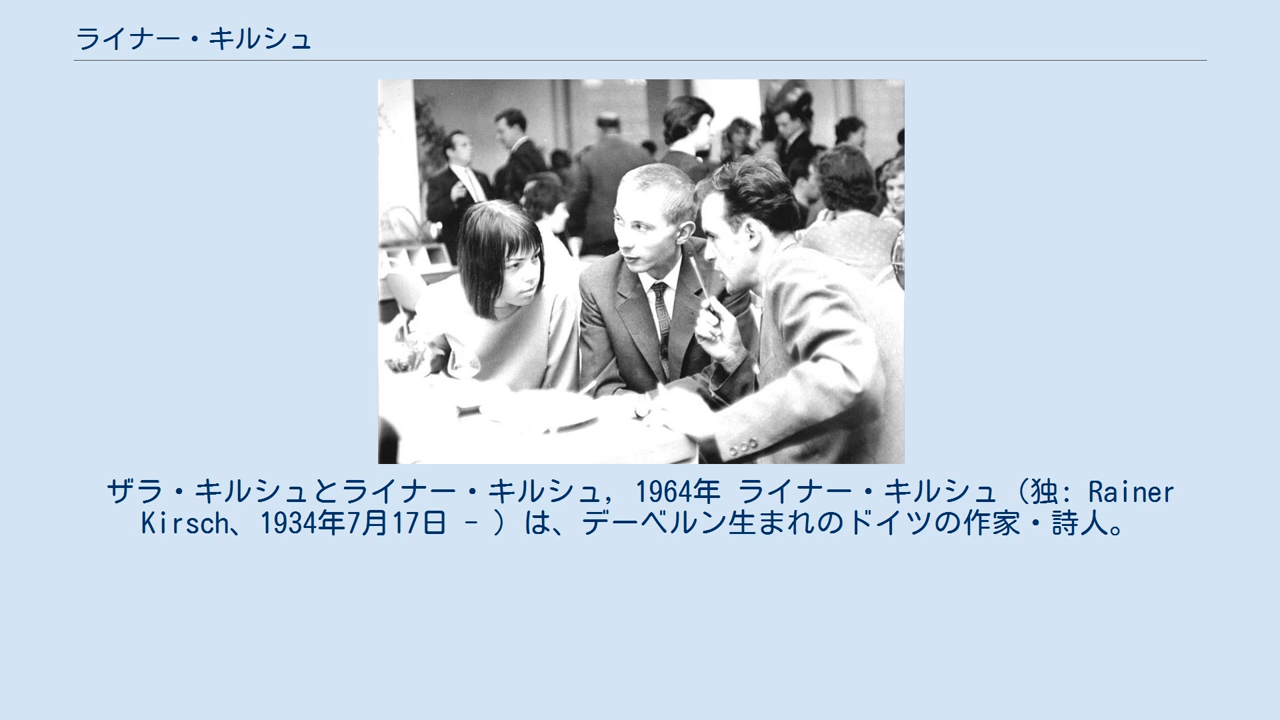 ライナー・キルシュ
ザラ・キルシュとライナー・キルシュ, 1964年 ライナー・キルシュ（独: Rainer
Kirsch、1934年7月17日 - ）は、デーベルン生まれのドイツの作家・詩人。